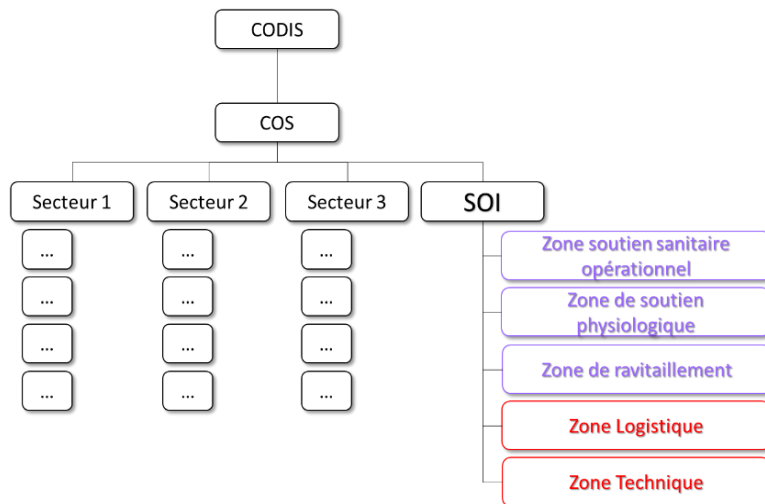 CODIS
COS
Secteur 1
Secteur 2
Secteur 3
SOI
...
...
...
...
...
...
...
...
...
...
...
...
Zone soutien sanitaire
opérationnel
Zone de soutien
physiologique
Zone de ravitaillement
Zone Logistique
Zone Technique